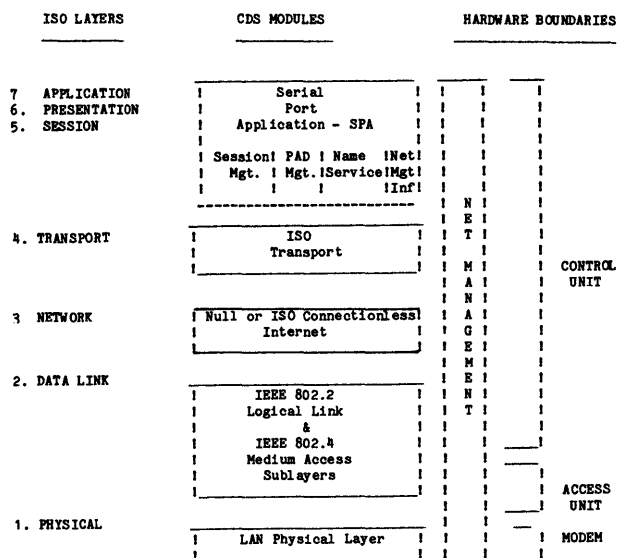 ISO LAYERS CDS MODULES HARDWARE BOUNDARIES
7 APPLICATION Serial
6. PRESENTATION Port
5. SESSION Application - SPA
Session! PAD ! Name !Net!
Mgt. ! Mgt.!Service!Mgt!
!Inf!
NET MANAGEMENT
4. TRANSPORT ISO
Transport
CONTROL
UNIT
3 NETWORK Null or ISO Connectionless
Internet
2. DATA LINK
IEEE 802.2
Logical Link
&
IEEE 802.4
Medium Access
Sublayers
ACCESS
UNIT
1. PHYSICAL
LAN Physical Layer MODEM